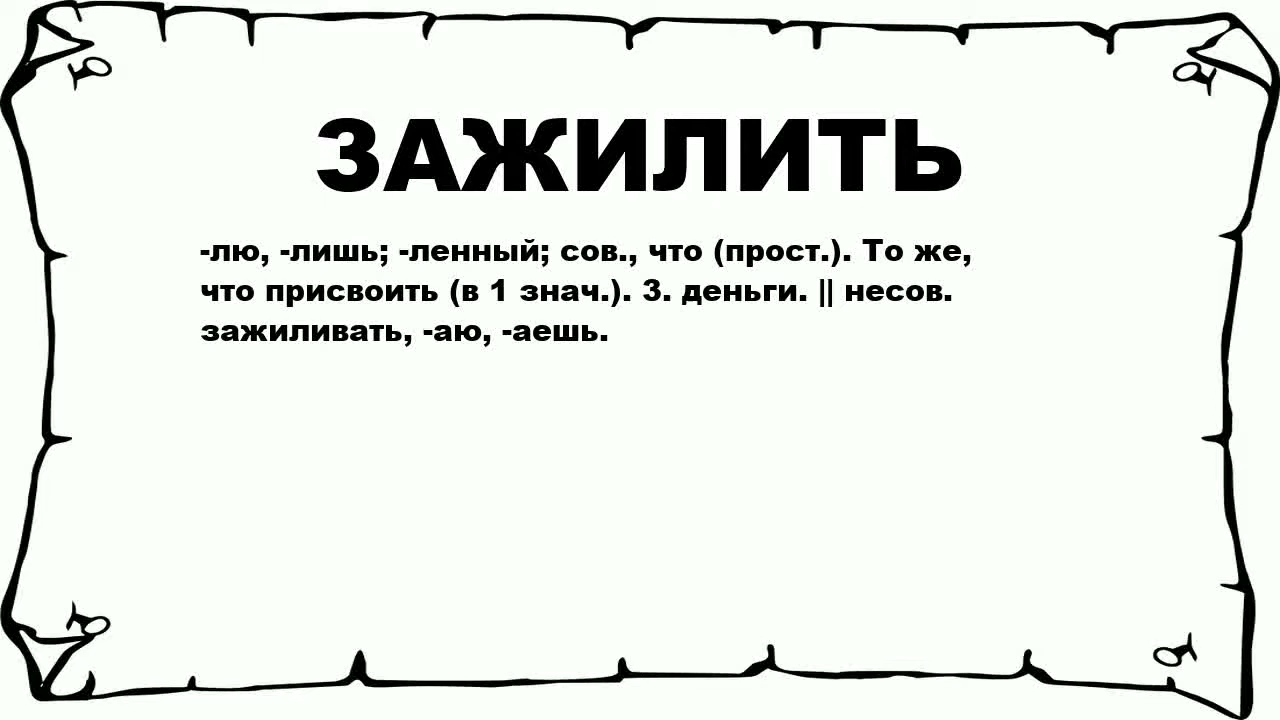 ЗАЖИЛИТЬ
-лю, -лишь; -ленный; сов., что (прост.). То же,
что присвоить (в 1 знач.). З. деньги. || несов.
зажиливать, -аю, -аешь.